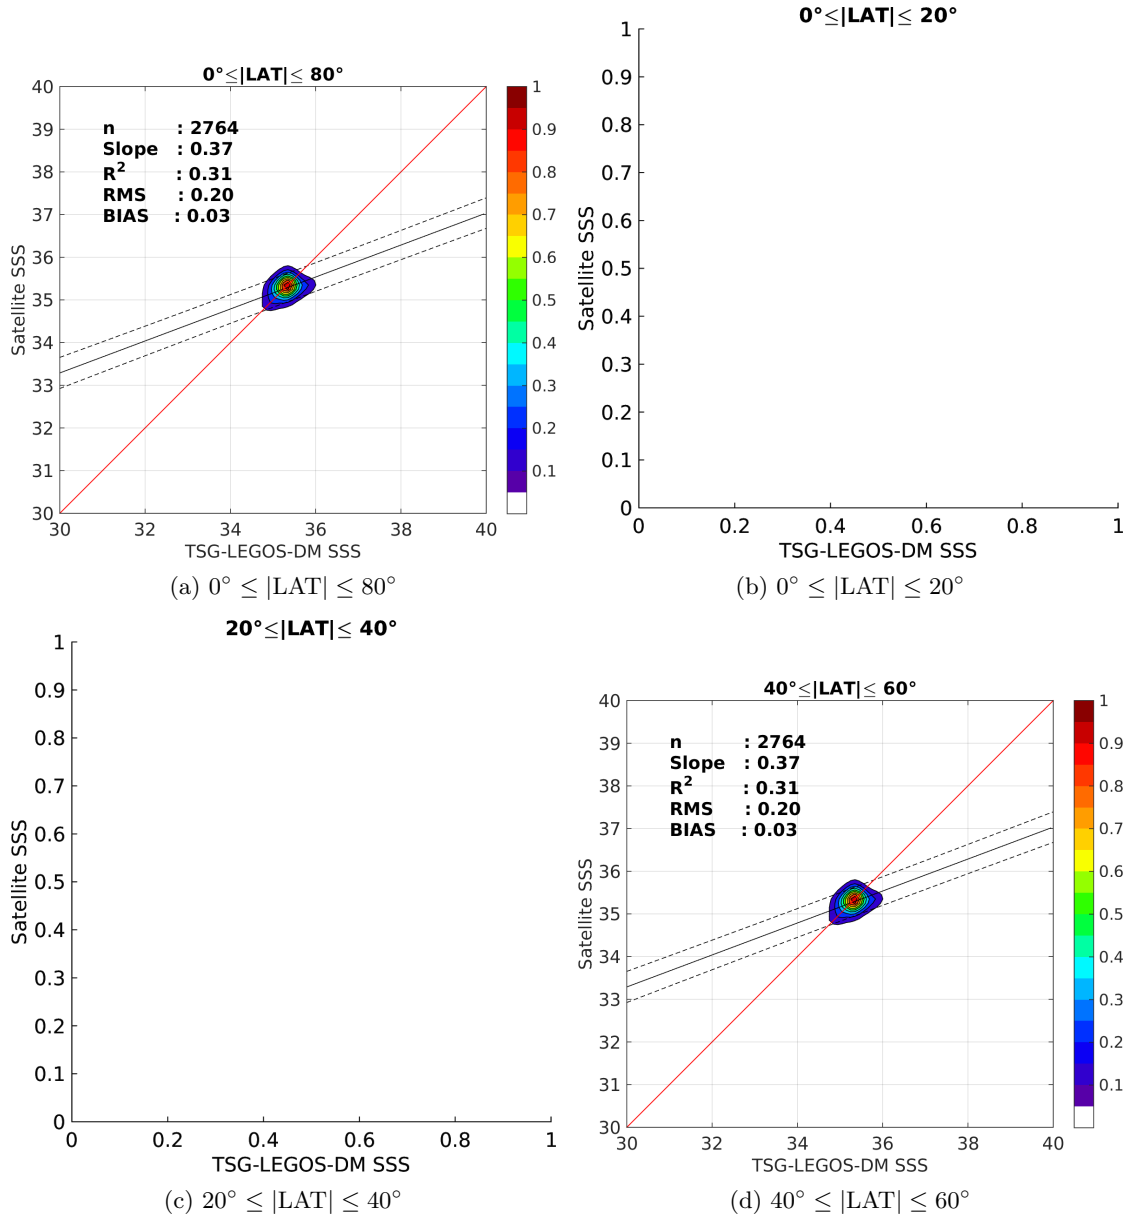 0°≤|LAT|≤ 80°
40
39
38
37
36
35
34
33
32
31
30
n : 2764
Slope : 0.37
R² : 0.31
RMS : 0.20
BIAS : 0.03
30 32 34 36 38 40
Satellite SSS
TSG-LEGOS-DM SSS
1
0.9
0.8
0.7
0.6
0.5
0.4
0.3
0.2
0.1
(a) 0° ≤ |LAT| ≤ 80°
0°≤|LAT|≤ 20°
1
0.9
0.8
0.7
0.6
0.5
0.4
0.3
0.2
0.1
0
0 0.2 0.4 0.6 0.8 1
Satellite SSS
TSG-LEGOS-DM SSS
(b) 0° ≤ |LAT| ≤ 20°
20°≤|LAT|≤ 40°
1
0.9
0.8
0.7
0.6
0.5
0.4
0.3
0.2
0.1
0
0 0.2 0.4 0.6 0.8 1
Satellite SSS
TSG-LEGOS-DM SSS
(c) 20° ≤ |LAT| ≤ 40°
40°≤|LAT|≤ 60°
40
39
38
37
36
35
34
33
32
31
30
n : 2764
Slope : 0.37
R² : 0.31
RMS : 0.20
BIAS : 0.03
30 32 34 36 38 40
Satellite SSS
TSG-LEGOS-DM SSS
1
0.9
0.8
0.7
0.6
0.5
0.4
0.3
0.2
0.1
(d) 40° ≤ |LAT| ≤ 60°